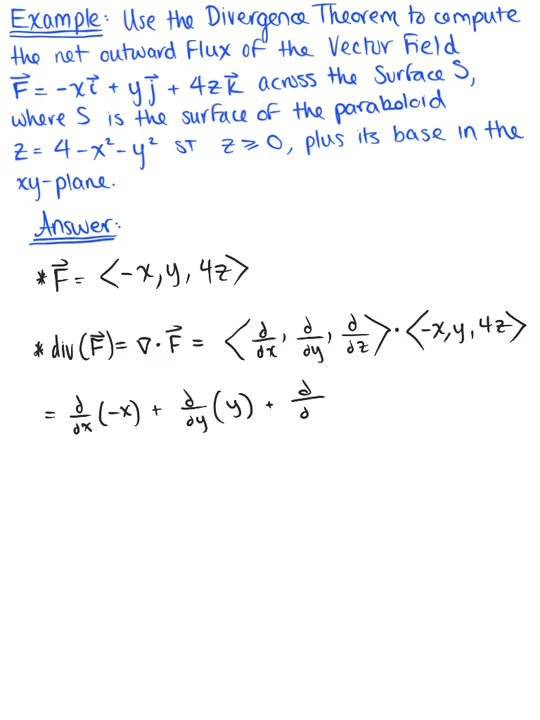 Example: Use the Divergence Theorem to compute
the net outward Flux of the Vector Field
F⃗ = -xi⃗ + yj⃗ + 4zk⃗ across the Surface S,
where S is the surface of the paraboloid
z = 4 - x² - y² ST z ≥ 0, plus its base in the
xy-plane.
Answer:
* F⃗ = <-x, y, 4z>
* div(F⃗) = ∇ · F⃗ = <∂/∂x, ∂/∂y, ∂/∂z> · <-x, y, 4z>
= ∂/∂x (-x) + ∂/∂y (y) + ∂/∂